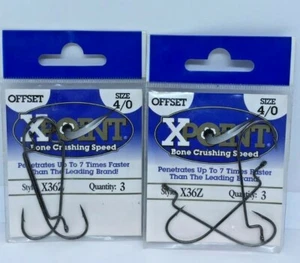 OFFSET
SIZE
4/0
XPOINT
Bone Crushing Speed
Penetrates Up To 7 Times Faster
Than The Leading Brand!
Style: X36Z Quantity: 3
OFFSET
SIZE
4/0
XPOINT
Bone Crushing Speed
Penetrates Up To 7 Times Faster
Than The Leading Brand!
Style: X36Z Quantity: 3